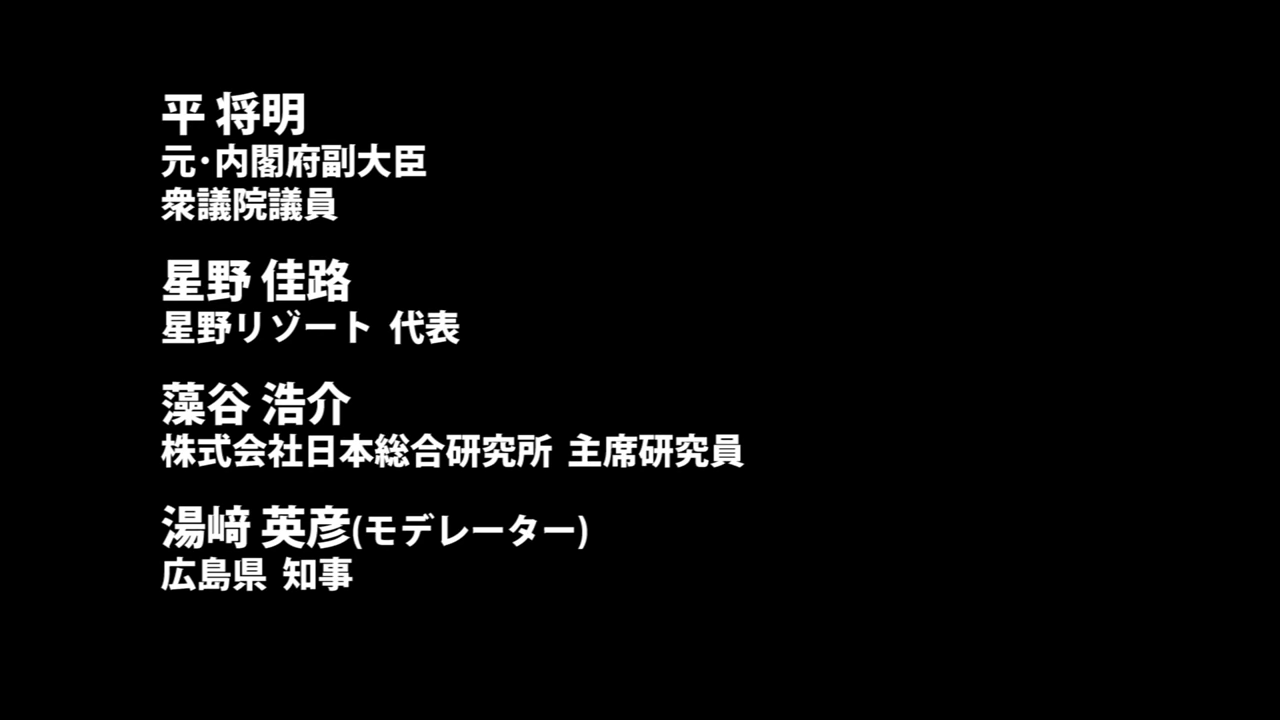 平 将明
元･内閣府副大臣
衆議院議員
星野 佳路
星野リゾート 代表
藻谷 浩介
株式会社日本総合研究所 主席研究員
湯﨑 英彦(モデレーター)
広島県 知事